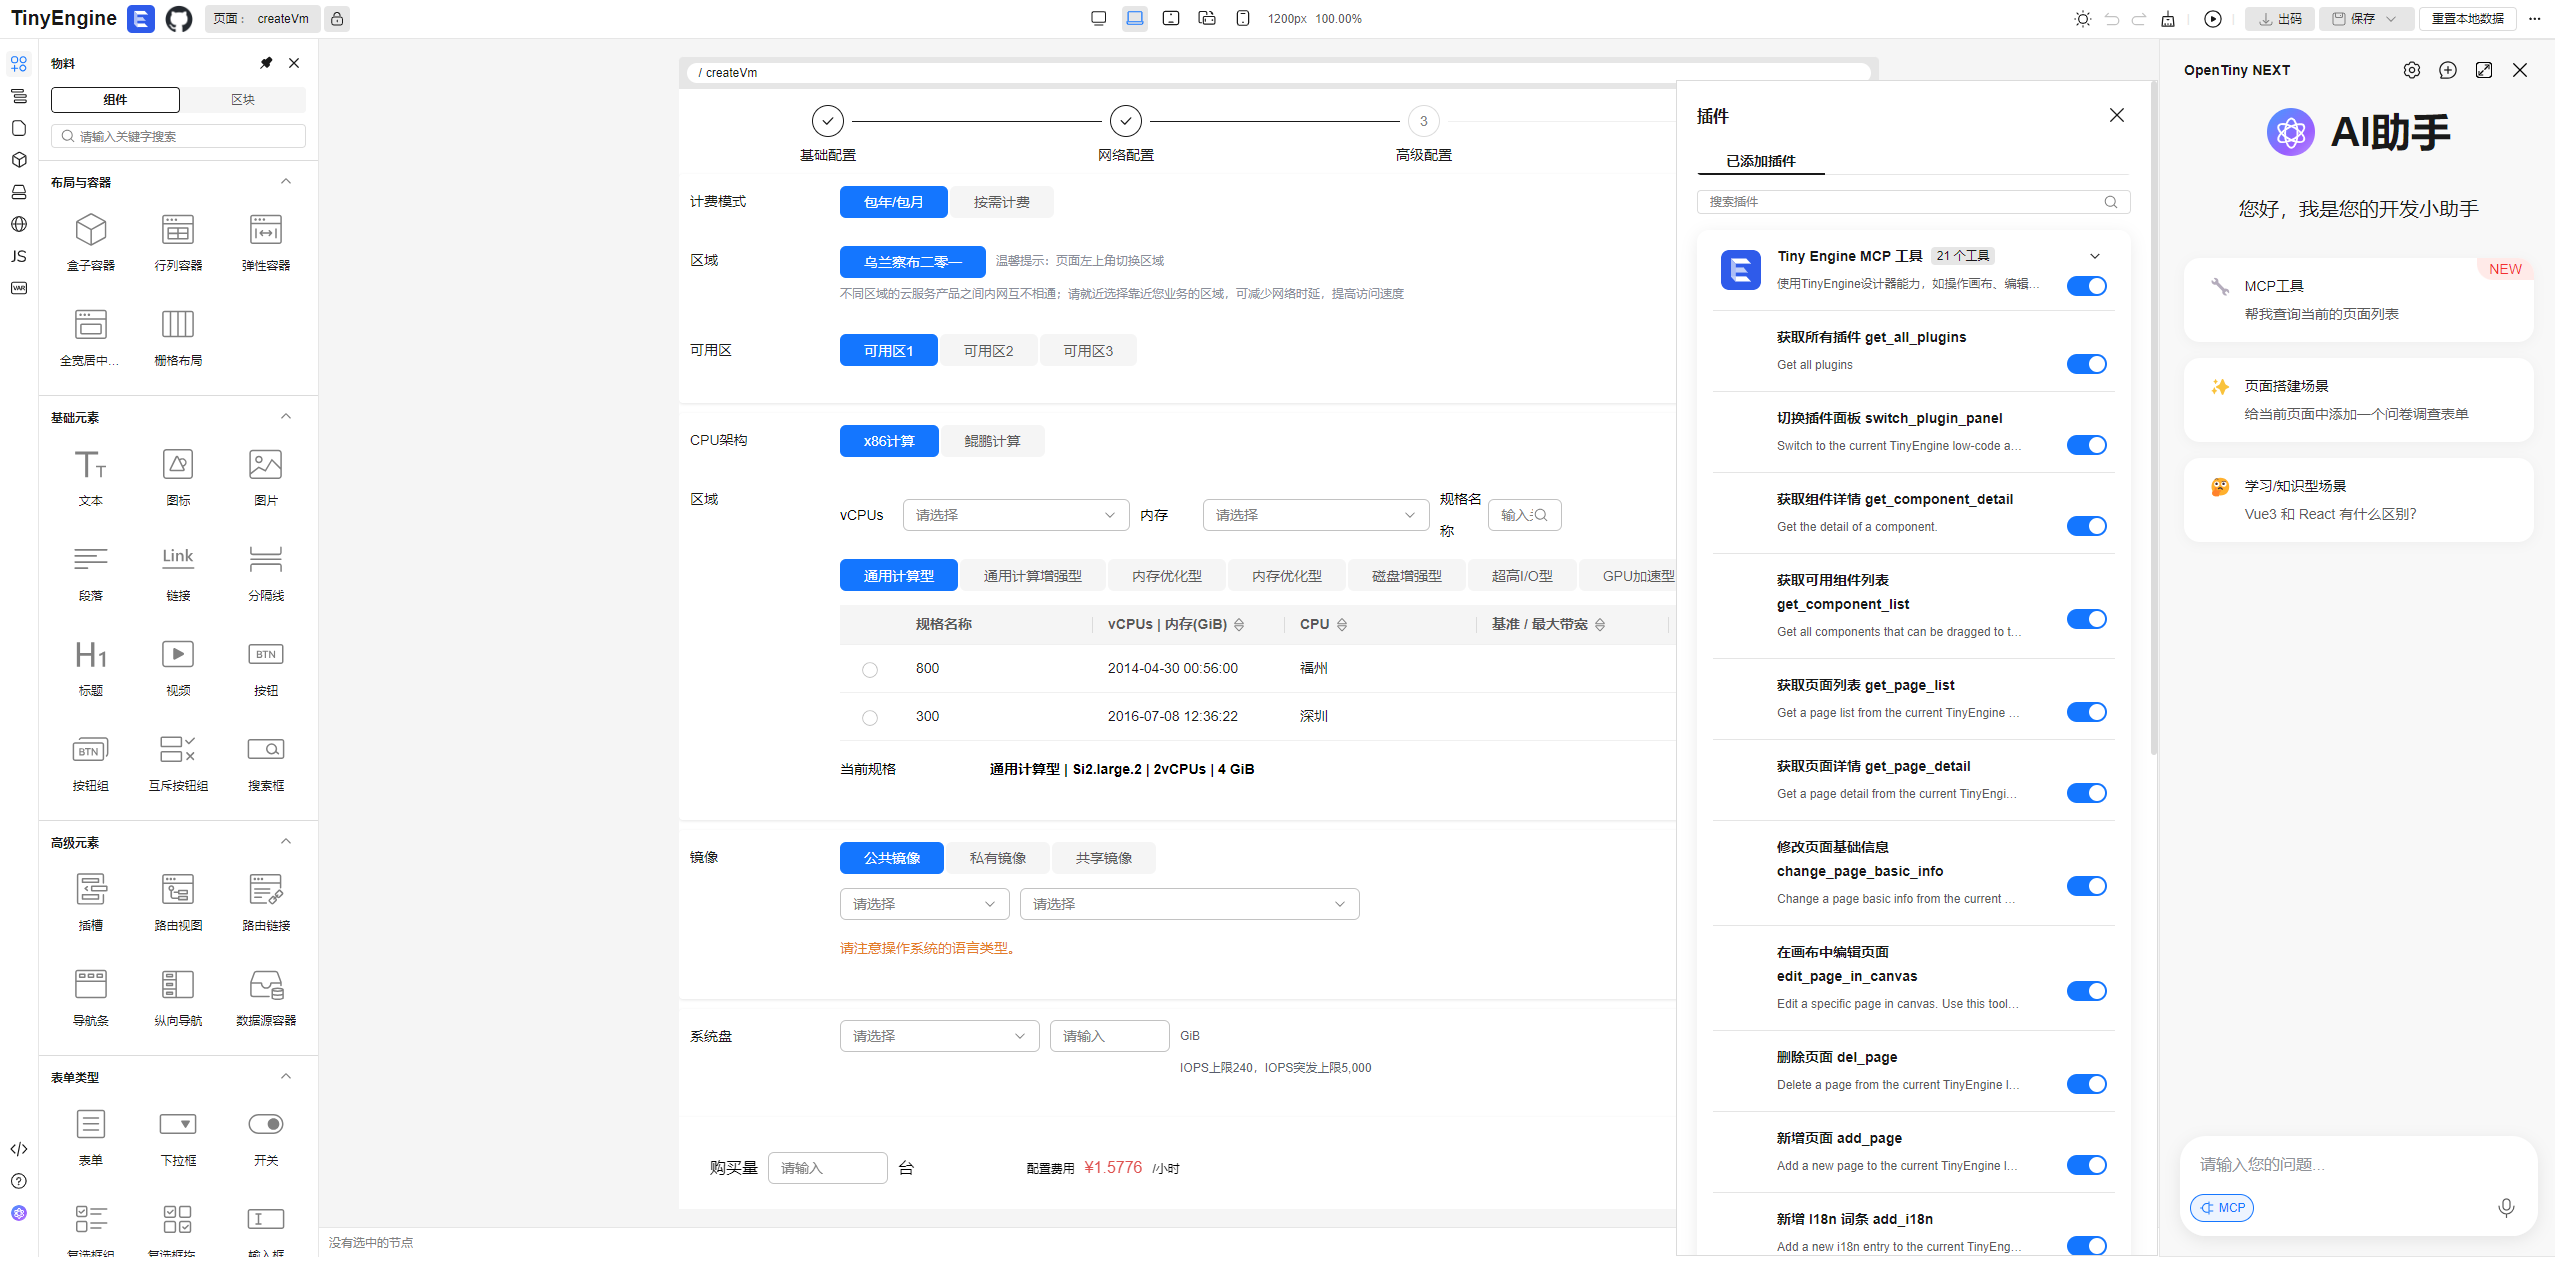 TinyEngine
页面： createVm
1200px 100.00%
出码
保存
重置本地数据
物料
组件 区块
请输入关键字搜索
布局与容器
盒子容器 行列容器 弹性容器
全宽居中... 栅格布局
基础元素
Tт
文本 图标 图片
Link
段落 链接 分隔线
H1 BTN
标题 视频 按钮
BTN
按钮组 互斥按钮组 搜索框
高级元素
插槽 路由视图 路由链接
导航条 纵向导航 数据源容器
表单类型
表单 下拉框 开关
JS
VAR
/ createVm
3
基础配置 网络配置 高级配置
计费模式 包年/包月 按需计费
区域 乌兰察布二零一 温馨提示：页面左上角切换区域
不同区域的云服务产品之间内网互不相通；请就近选择靠近您业务的区域，可减少网络时延，提高访问速度
可用区 可用区1 可用区2 可用区3
CPU架构 x86计算 鲲鹏计算
区域 vCPUs 请选择 内存 请选择 规格名称
通用计算型 通用计算增强型 内存优化型 内存优化型 磁盘增强型 超高I/O型 GPU加速型
规格名称 vCPUs | 内存(GiB) CPU 基准 / 最大带宽
800 2014-04-30 00:56:00 福州
300 2016-07-08 12:36:22 深圳
当前规格 通用计算型 | Si2.large.2 | 2vCPUs | 4 GiB
镜像 公共镜像 私有镜像 共享镜像
请选择 请选择
请注意操作系统的语言类型。
系统盘 请选择 请输入 GiB
IOPS上限240，IOPS突发上限5,000
购买量 请输入 台 配置费用 ¥1.5776 /小时
没有选中的节点
插件
已添加插件
搜索插件
Tiny Engine MCP 工具 21 个工具
使用TinyEngine设计器能力，如操作画布、编辑...
获取所有插件 get_all_plugins
Get all plugins
切换插件面板 switch_plugin_panel
Switch to the current TinyEngine low-code a...
获取组件详情 get_component_detail
Get the detail of a component.
获取可用组件列表
get_component_list
Get all components that can be dragged to t...
获取页面列表 get_page_list
Get a page list from the current TinyEngine ...
获取页面详情 get_page_detail
Get a page detail from the current TinyEngi...
修改页面基础信息
change_page_basic_info
Change a page basic info from the current ...
在画布中编辑页面
edit_page_in_canvas
Edit a specific page in canvas. Use this tool...
删除页面 del_page
Delete a page from the current TinyEngine l...
新增页面 add_page
Add a new page to the current TinyEngine l...
新增 I18n 词条 add_i18n
Add a new i18n entry to the current TinyEng...
OpenTiny NEXT
AI助手
您好，我是您的开发小助手
NEW
MCP工具
帮我查询当前的页面列表
页面搭建场景
给当前页面中添加一个问卷调查表单
学习/知识型场景
Vue3 和 React 有什么区别?
请输入您的问题...
MCP